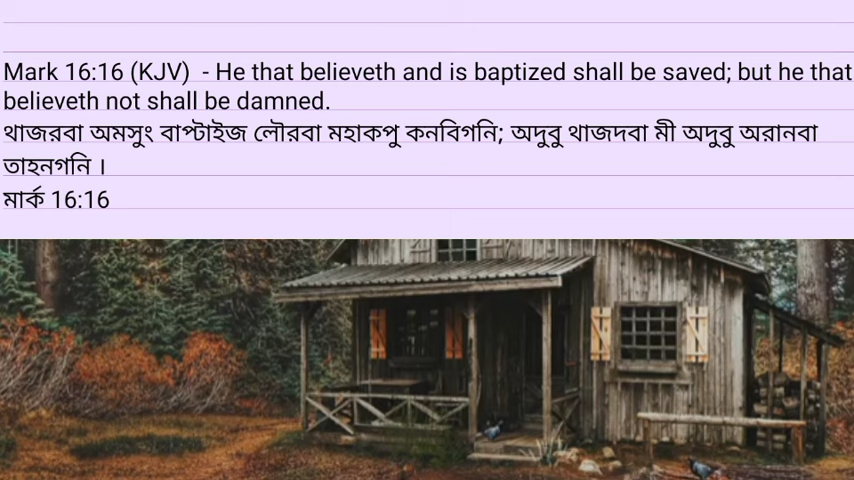 Mark 16:16 (KJV)  - He that believeth and is baptized shall be saved; but he that
believeth not shall be damned.
থাজরবা অমসুং বাপ্টাইজ লৌরবা মহাকপু কনবিগনি; অদুবু থাজদবা মী অদুবু অরানবা
তাহনগনি ।
মার্ক 16:16